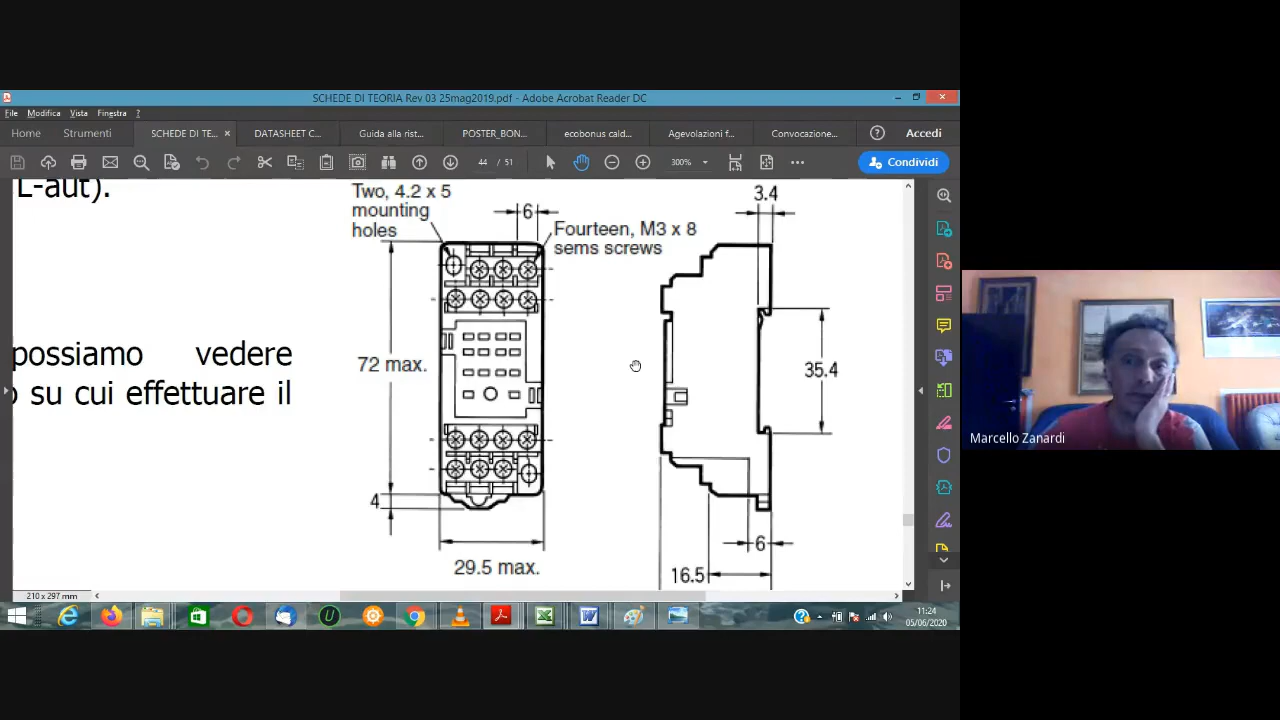 SCHEDE DI TEORIA Rev 03 25mag2019.pdf - Adobe Acrobat Reader DC
File Modifica Vista Finestra ?
Home Strumenti SCHEDE DI TE... × DATASHEET C... Guida alla rist... POSTER_BON... ecobonus cald... Agevolazioni f... Convocazione... Accedi
44 / 51 300% Condividi
L-aut).
Two, 4.2 x 5
mounting
holes
6
Fourteen, M3 x 8
sems screws
3.4
possiamo vedere
o su cui effettuare il
72 max.
35.4
4
29.5 max.
6
16.5
210 x 297 mm
11:24
05/06/2020
Marcello Zanardi